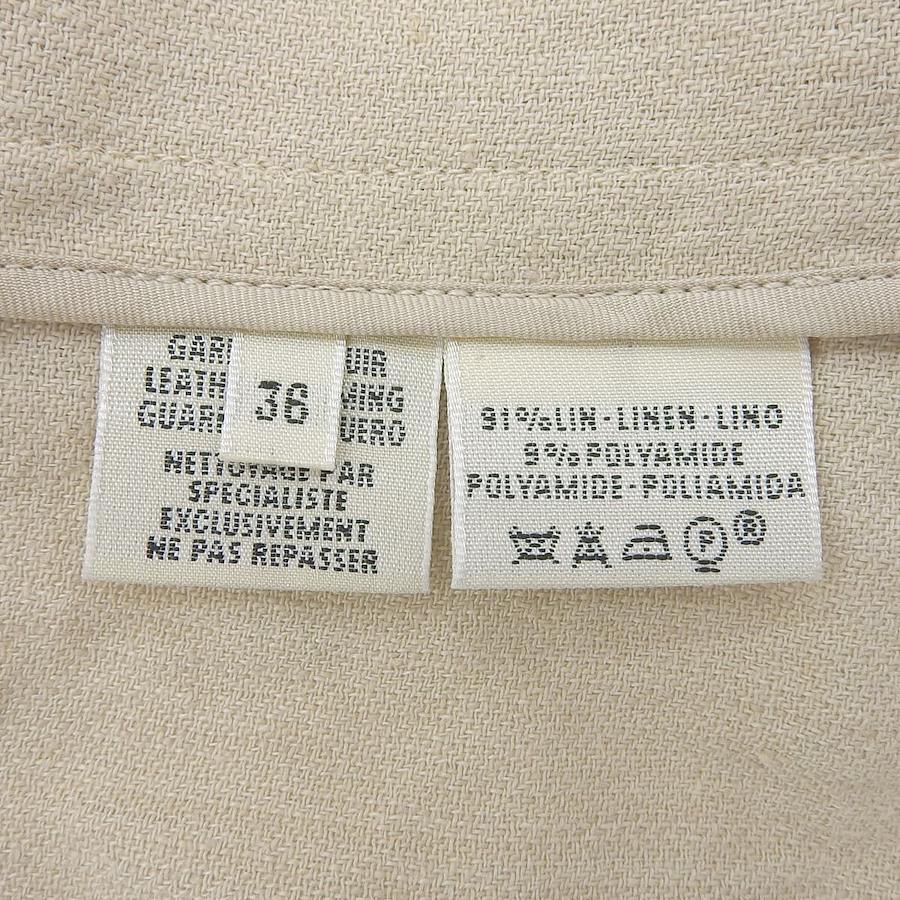 36
NETTOYAGE PAR
SPECIALISTE
EXCLUSIVEMENT
NE PAS REPASSER
91% LIN-LINEN-LINO
9% POLYAMIDE
POLYAMIDE-POLIAMIDA
P ®